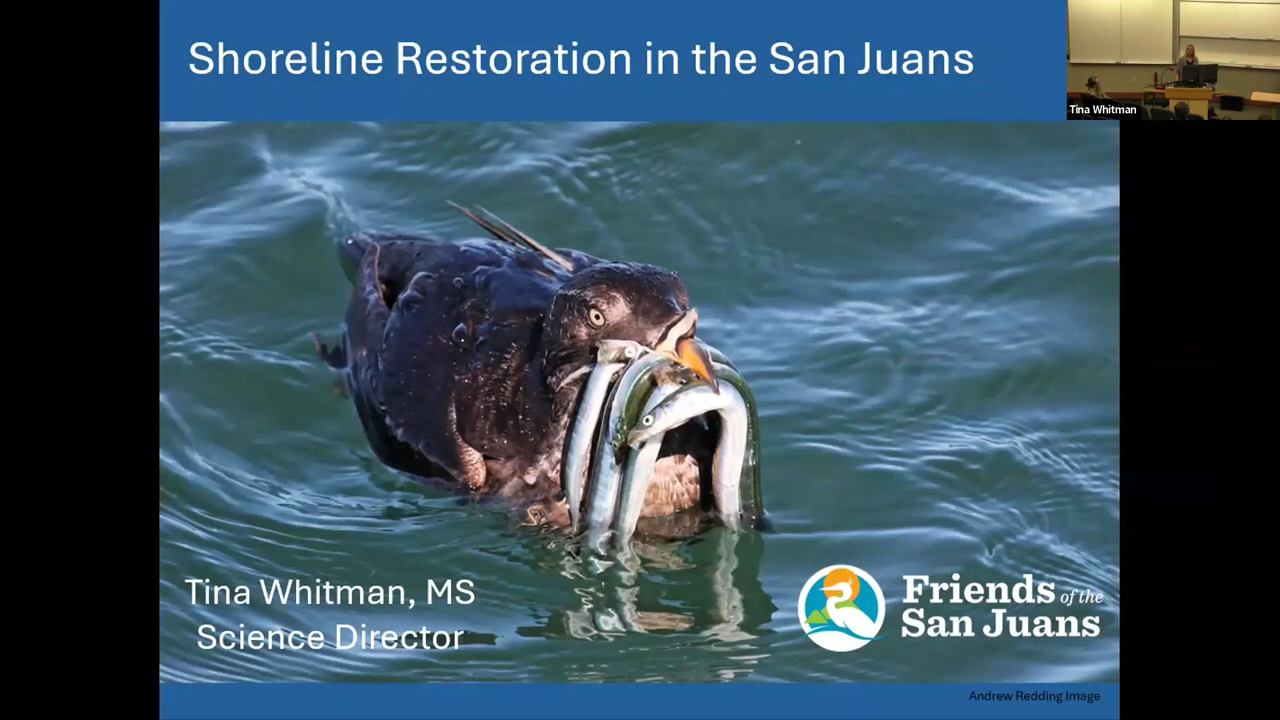 Shoreline Restoration in the San Juans
Tina Whitman
Tina Whitman, MS
Science Director
Friends of the
San Juans
Andrew Redding Image